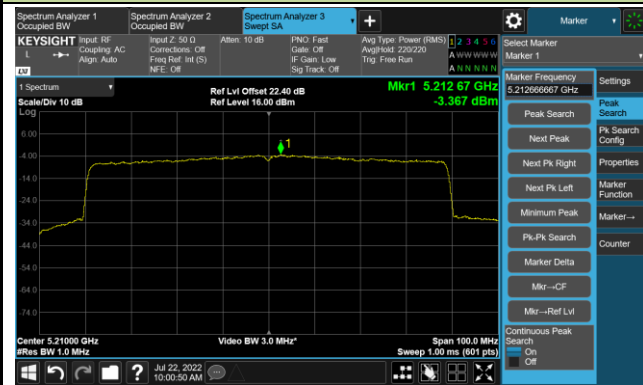 Spectrum Analyzer 1
Occupied BW
Spectrum Analyzer 2
Occupied BW
Spectrum Analyzer 3
Swept SA
Marker
KEYSIGHT
L
LXI
Input: RF
Coupling: AC
Align: Auto
Input Z: 50 Ω
Corrections: Off
Freq Ref: Int (S)
NFE: Off
Atten: 10 dB
PNO: Fast
Gate: Off
IF Gain: Low
Sig Track: Off
Avg Type: Power (RMS)
Avg|Hold: 220/220
Trig: Free Run
1 2 3 4 5 6
A W W W W W
A N N N N N
Select Marker
Marker 1
1 Spectrum
Scale/Div 10 dB
Log
Ref Lvl Offset 22.40 dB
Ref Level 16.00 dBm
Mkr1 5.212 67 GHz
-3.367 dBm
1
6.00
-4.00
-14.0
-24.0
-34.0
-44.0
-54.0
-64.0
-74.0
Center 5.21000 GHz
#Res BW 1.0 MHz
Video BW 3.0 MHz*
Span 100.0 MHz
Sweep 1.00 ms (601 pts)
Marker Frequency
5.212666667 GHz
Peak Search
Next Peak
Next Pk Right
Next Pk Left
Minimum Peak
Pk-Pk Search
Marker Delta
Mkr→CF
Mkr→Ref Lvl
Continuous Peak
Search
On
Off
Settings
Peak
Search
Pk Search
Config
Properties
Marker
Function
Marker→
Counter
?
Jul 22, 2022
10:00:50 AM